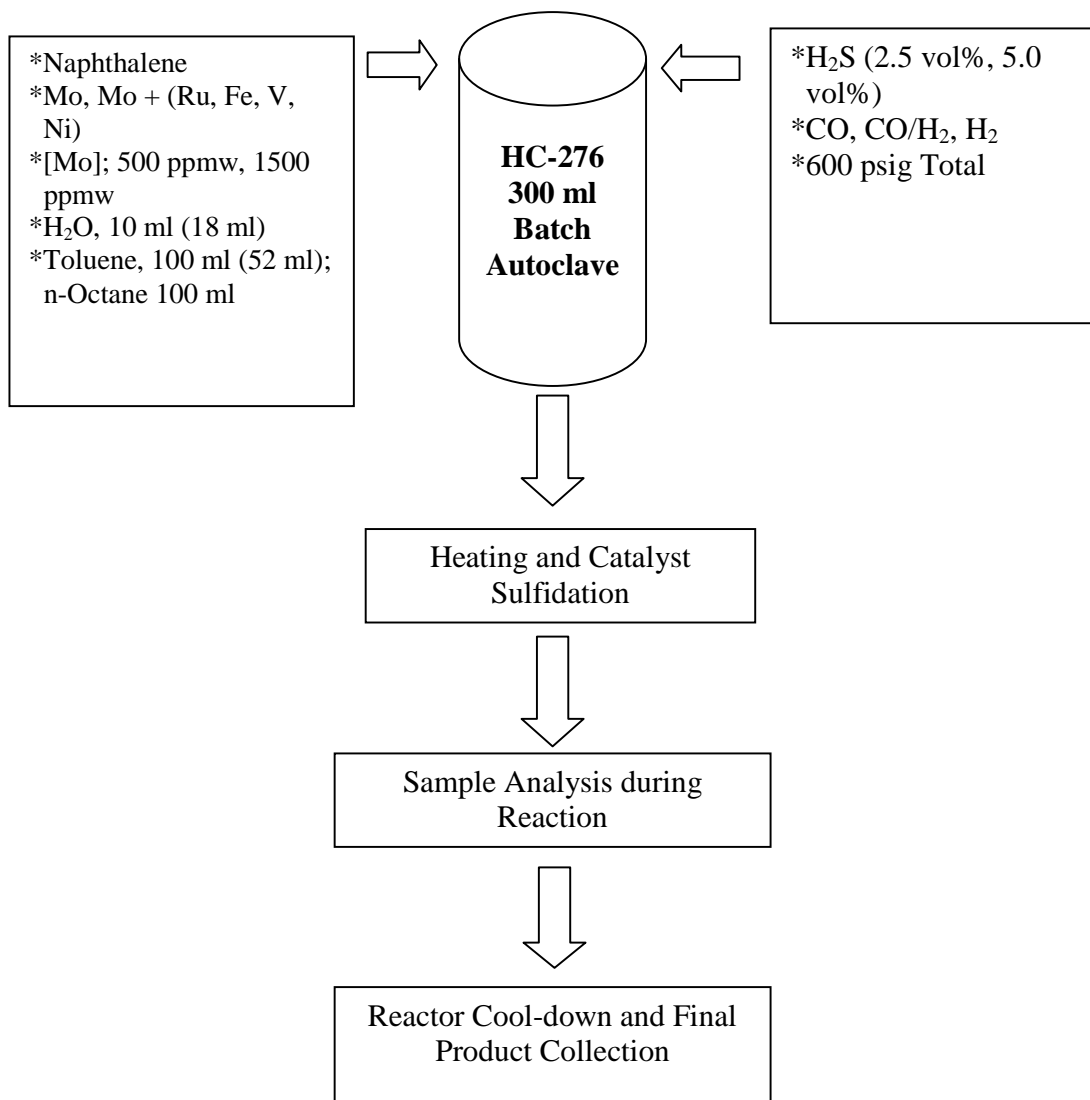 *Naphthalene
*Mo, Mo + (Ru, Fe, V,
Ni)
*[Mo]; 500 ppmw, 1500
ppmw
*H₂O, 10 ml (18 ml)
*Toluene, 100 ml (52 ml);
n-Octane 100 ml
HC-276
300 ml
Batch
Autoclave
*H₂S (2.5 vol%, 5.0
vol%)
*CO, CO/H₂, H₂
*600 psig Total
Heating and Catalyst
Sulfidation
Sample Analysis during
Reaction
Reactor Cool-down and Final
Product Collection